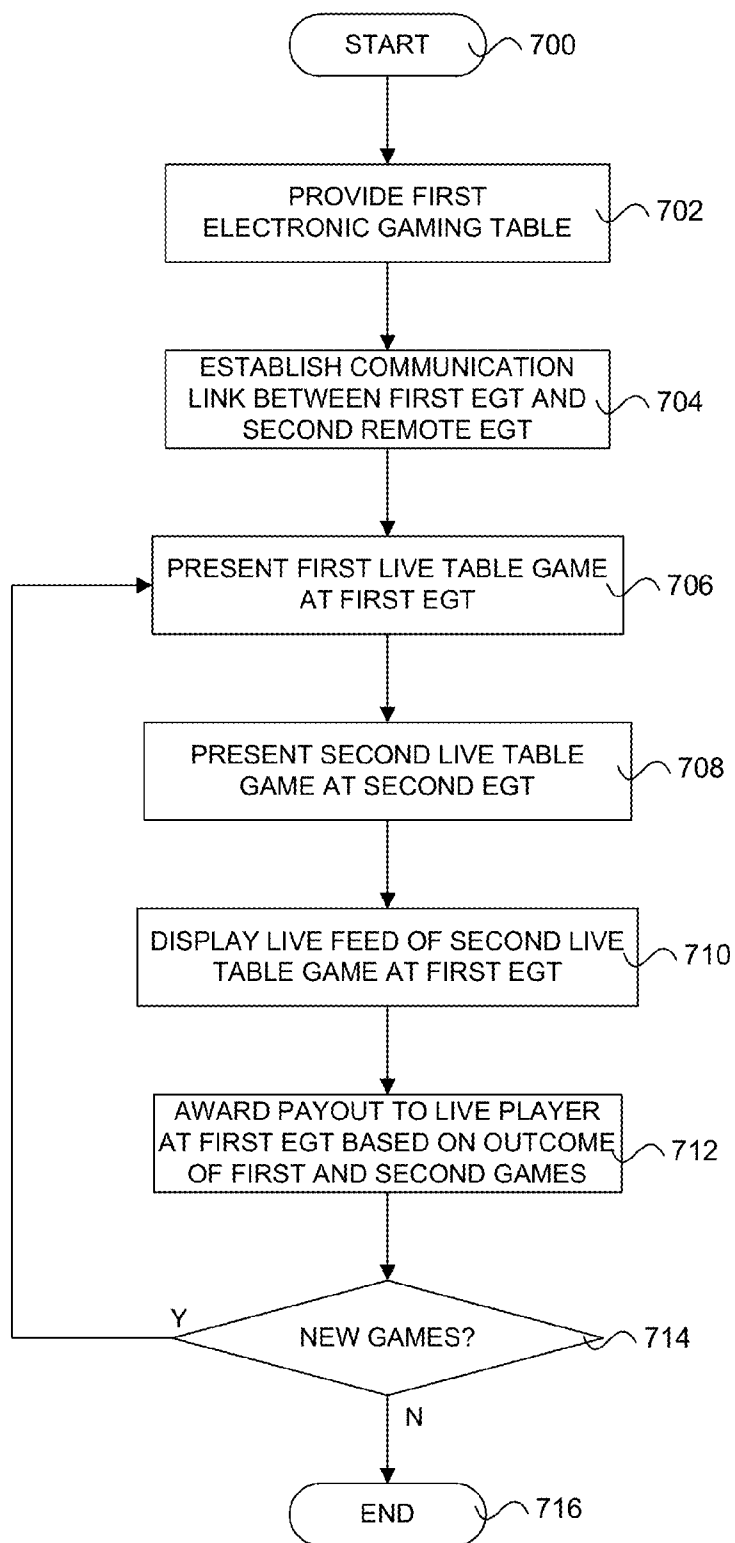 START
700
PROVIDE FIRST
ELECTRONIC GAMING TABLE
702
ESTABLISH COMMUNICATION
LINK BETWEEN FIRST EGT AND
SECOND REMOTE EGT
704
PRESENT FIRST LIVE TABLE GAME
AT FIRST EGT
706
PRESENT SECOND LIVE TABLE
GAME AT SECOND EGT
708
DISPLAY LIVE FEED OF SECOND LIVE
TABLE GAME AT FIRST EGT
710
AWARD PAYOUT TO LIVE PLAYER
AT FIRST EGT BASED ON OUTCOME
OF FIRST AND SECOND GAMES
712
Y
NEW GAMES?
714
N
END
716